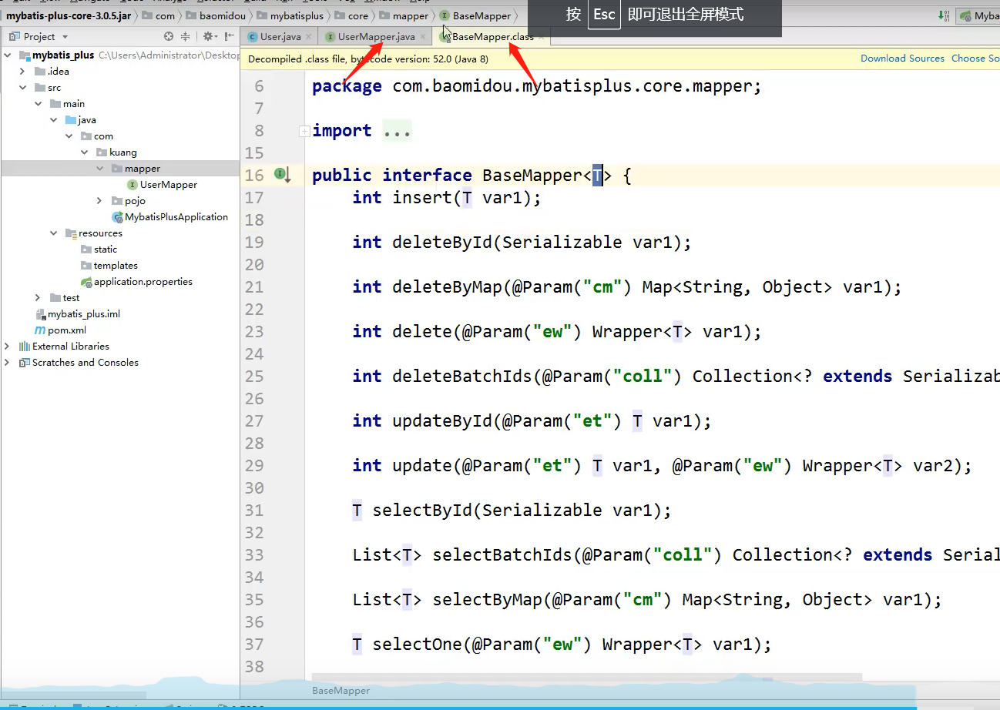 mybatis-plus-core-3.0.5.jar com baomidou mybatisplus core mapper BaseMapper
按 Esc 即可退出全屏模式
Myba
Project
User.java UserMapper.java BaseMapper.class
mybatis_plus C:\Users\Administrator\Desktop
.idea
src
main
java
com
kuang
mapper
UserMapper
pojo
MybatisPlusApplication
resources
static
templates
application.properties
test
mybatis_plus.iml
pom.xml
External Libraries
Scratches and Consoles
Decompiled .class file, bytecode version: 52.0 (Java 8) Download Sources Choose So
6 package com.baomidou.mybatisplus.core.mapper;
7
8 import ...
15
16 public interface BaseMapper<T> {
17 int insert(T var1);
18
19 int deleteById(Serializable var1);
20
21 int deleteByMap(@Param("cm") Map<String, Object> var1);
22
23 int delete(@Param("ew") Wrapper<T> var1);
24
25 int deleteBatchIds(@Param("coll") Collection<? extends Serializab
26
27 int updateById(@Param("et") T var1);
28
29 int update(@Param("et") T var1, @Param("ew") Wrapper<T> var2);
30
31 T selectById(Serializable var1);
32
33 List<T> selectBatchIds(@Param("coll") Collection<? extends Serial
34
35 List<T> selectByMap(@Param("cm") Map<String, Object> var1);
36
37 T selectOne(@Param("ew") Wrapper<T> var1);
38
BaseMapper